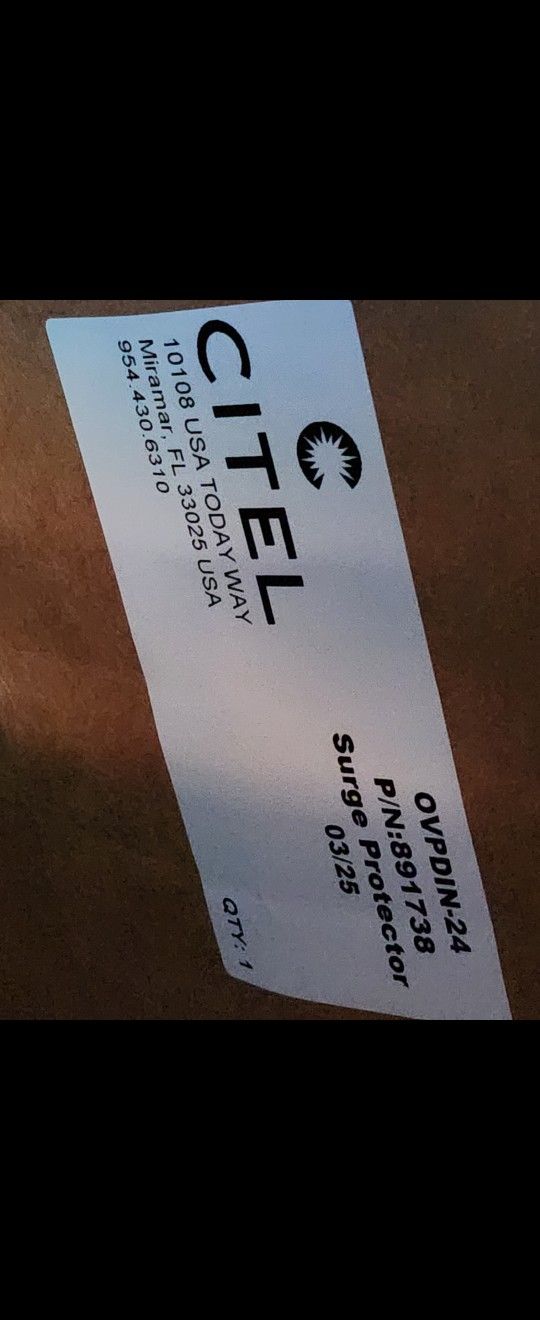 CITEL
10108 USA TODAY WAY
Miramar, FL 33025 USA
954.430.6310
OVPDIN-24
P/N:891738
Surge Protector
03/25
QTY: 1